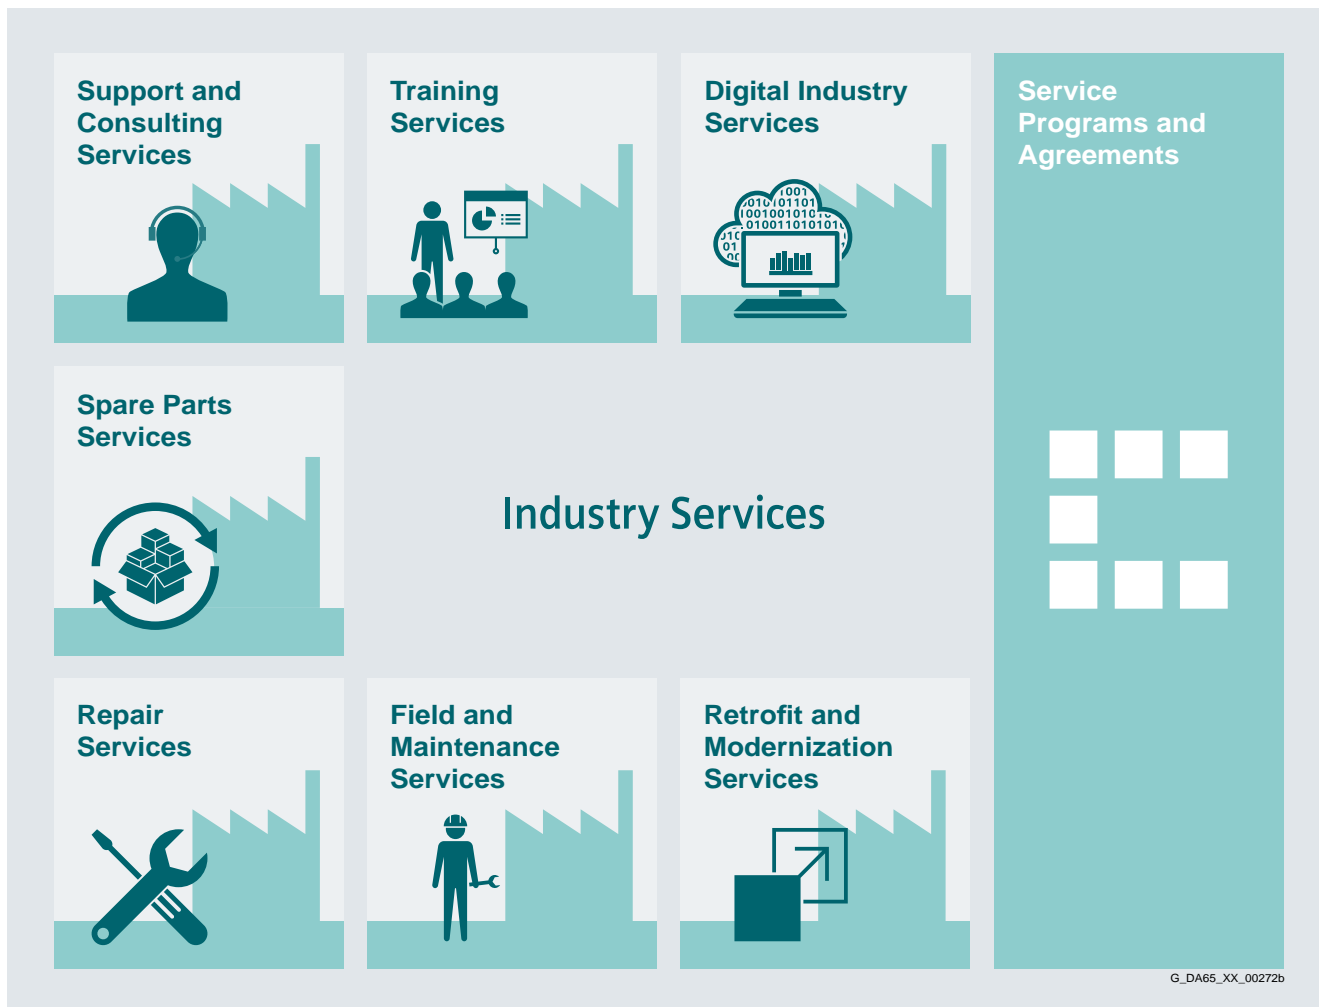 Support and
Consulting
Services
Training
Services
Digital Industry
Services
Service
Programs and
Agreements
Spare Parts
Services
Industry Services
Repair
Services
Field and
Maintenance
Services
Retrofit and
Modernization
Services
G_DA65_XX_00272b